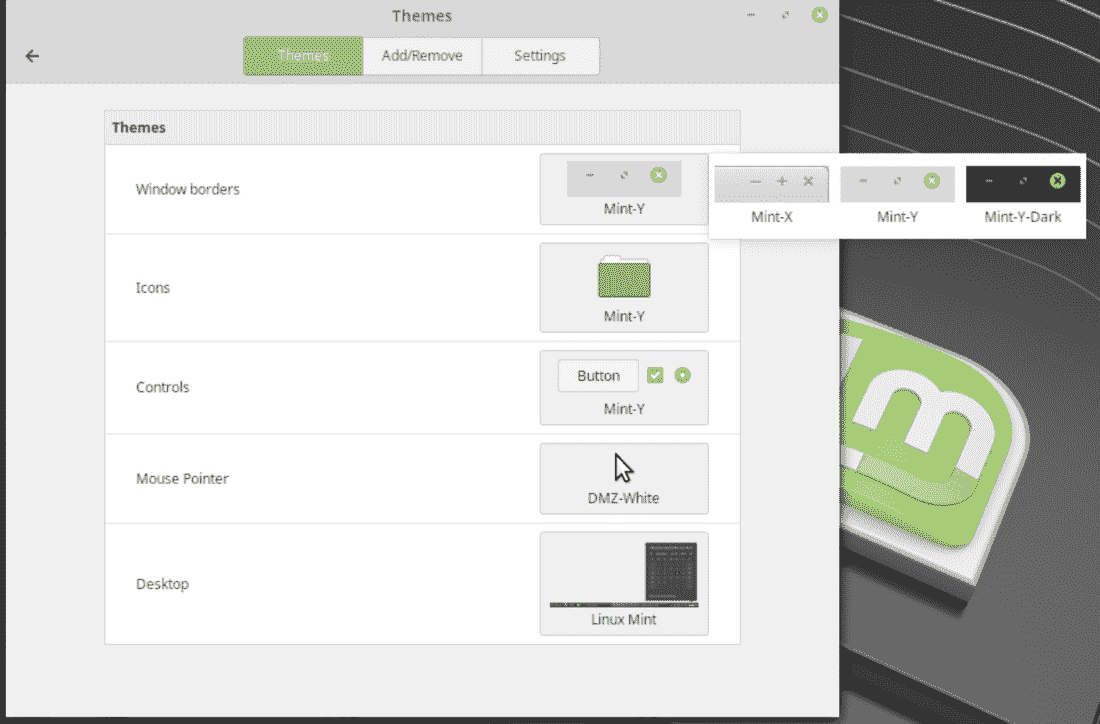 Themes
Themes Add/Remove Settings
Themes
Window borders
Mint-Y
Mint-X Mint-Y Mint-Y-Dark
Icons
Mint-Y
Controls
Button
Mint-Y
Mouse Pointer
DMZ-White
Desktop
Linux Mint